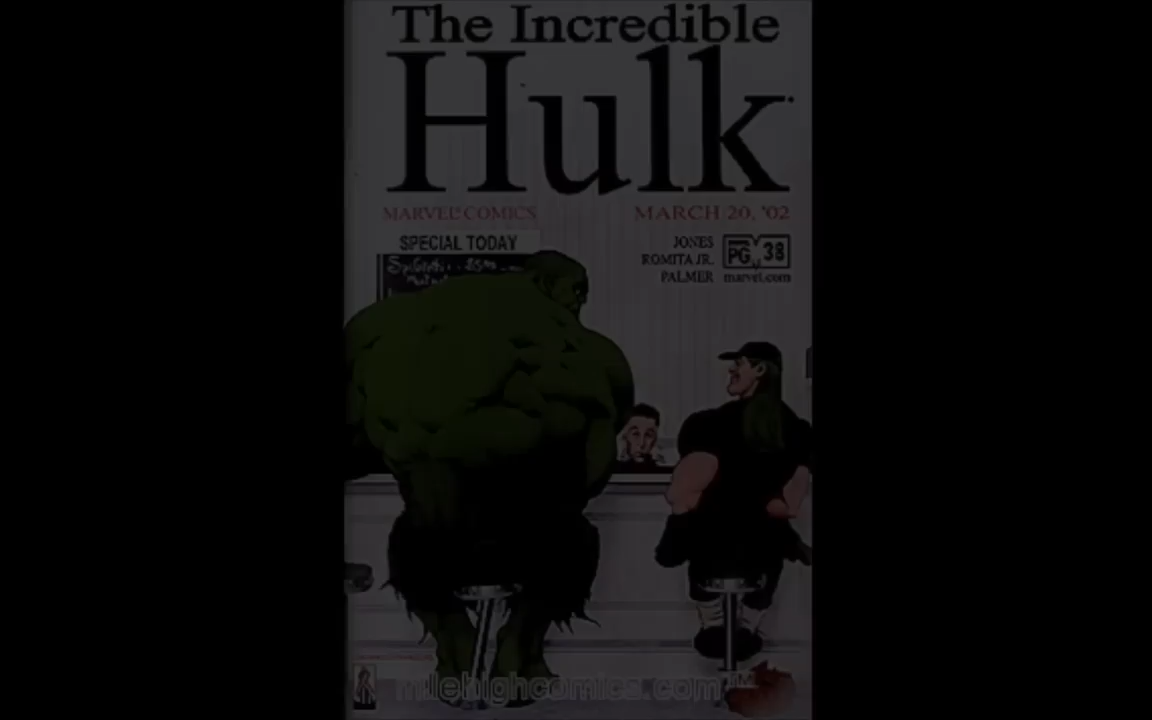 The Incredible
Hulk
MARVEL COMICS
MARCH 20, '02
SPECIAL TODAY
JONES
ROMITA JR.
PALMER
PG 38
marvel.com
milehighcomics.com™